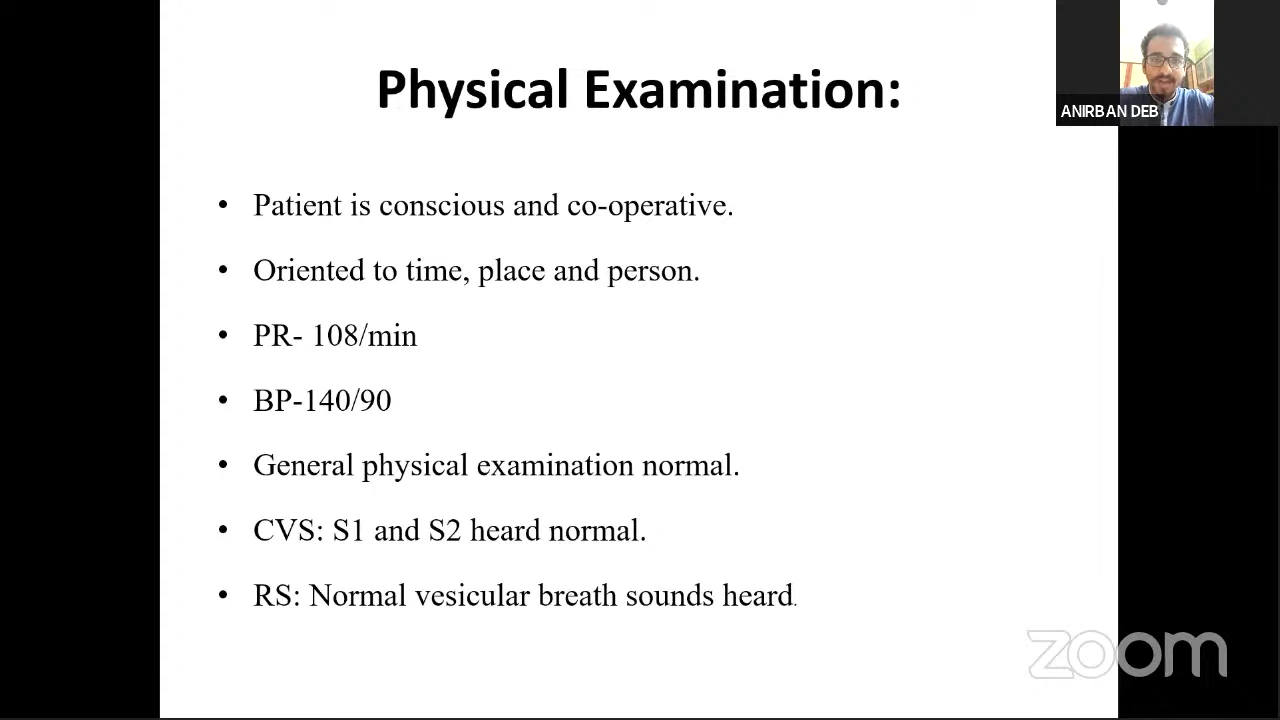 Physical Examination:
ANIRBAN DEB
• Patient is conscious and co-operative.
• Oriented to time, place and person.
• PR- 108/min
• BP-140/90
• General physical examination normal.
• CVS: S1 and S2 heard normal.
• RS: Normal vesicular breath sounds heard.
zoom